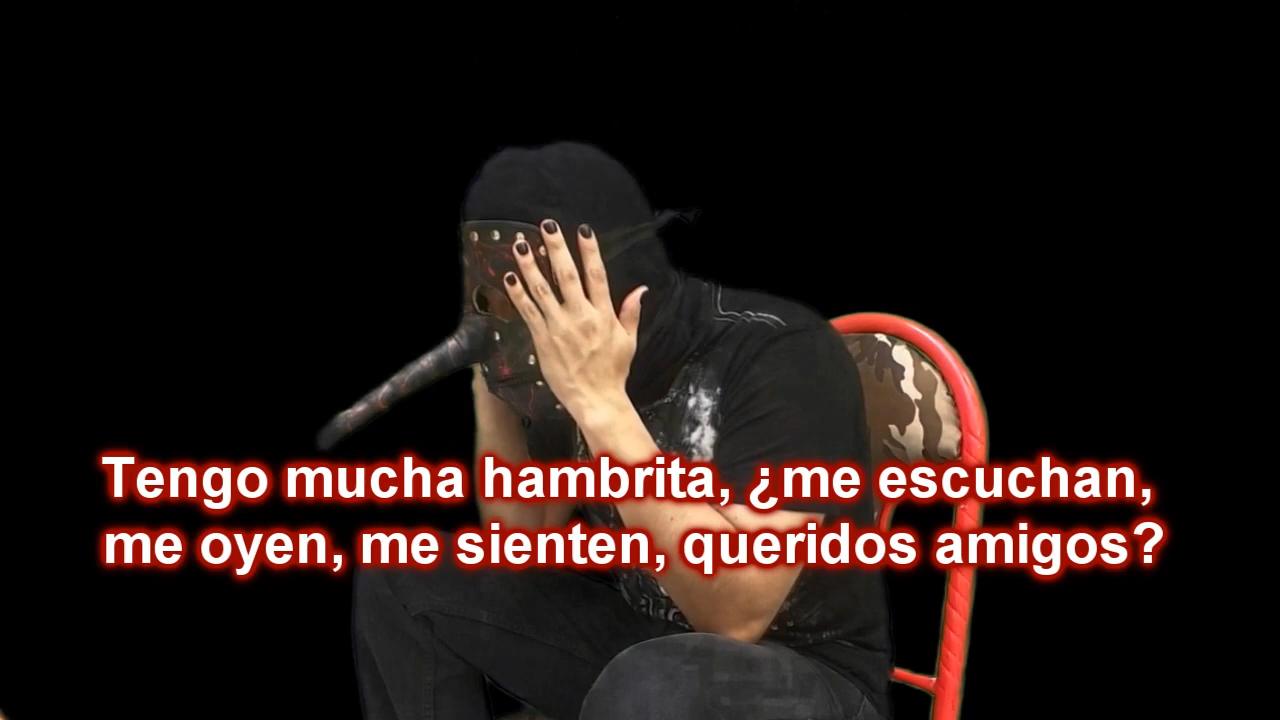 Tengo mucha hambrita, ¿me escuchan,
me oyen, me sienten, queridos amigos?